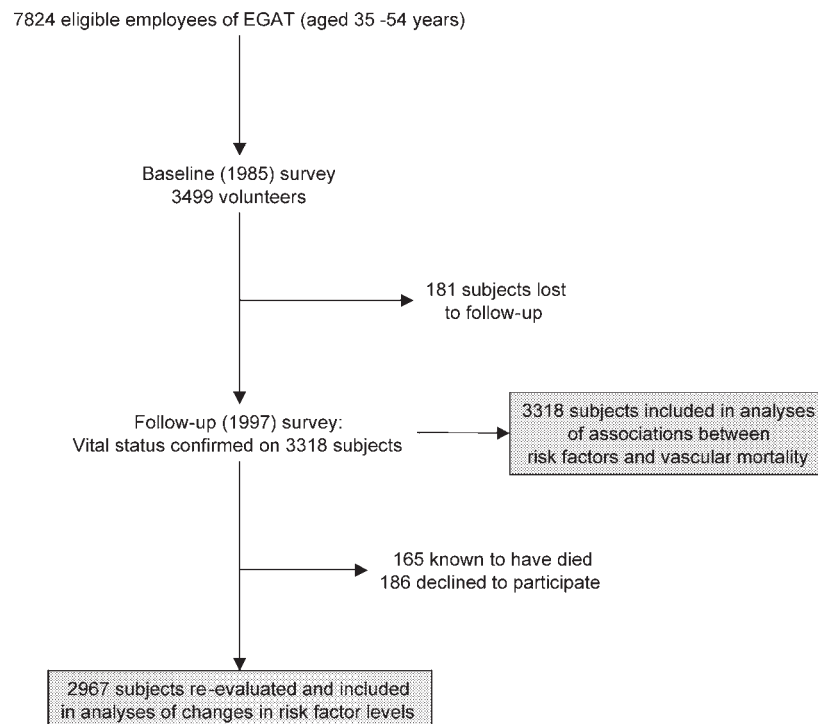 7824 eligible employees of EGAT (aged 35 -54 years)
Baseline (1985) survey
3499 volunteers
181 subjects lost
to follow-up
Follow-up (1997) survey:
Vital status confirmed on 3318 subjects
3318 subjects included in analyses
of associations between
risk factors and vascular mortality
165 known to have died
186 declined to participate
2967 subjects re-evaluated and included
in analyses of changes in risk factor levels